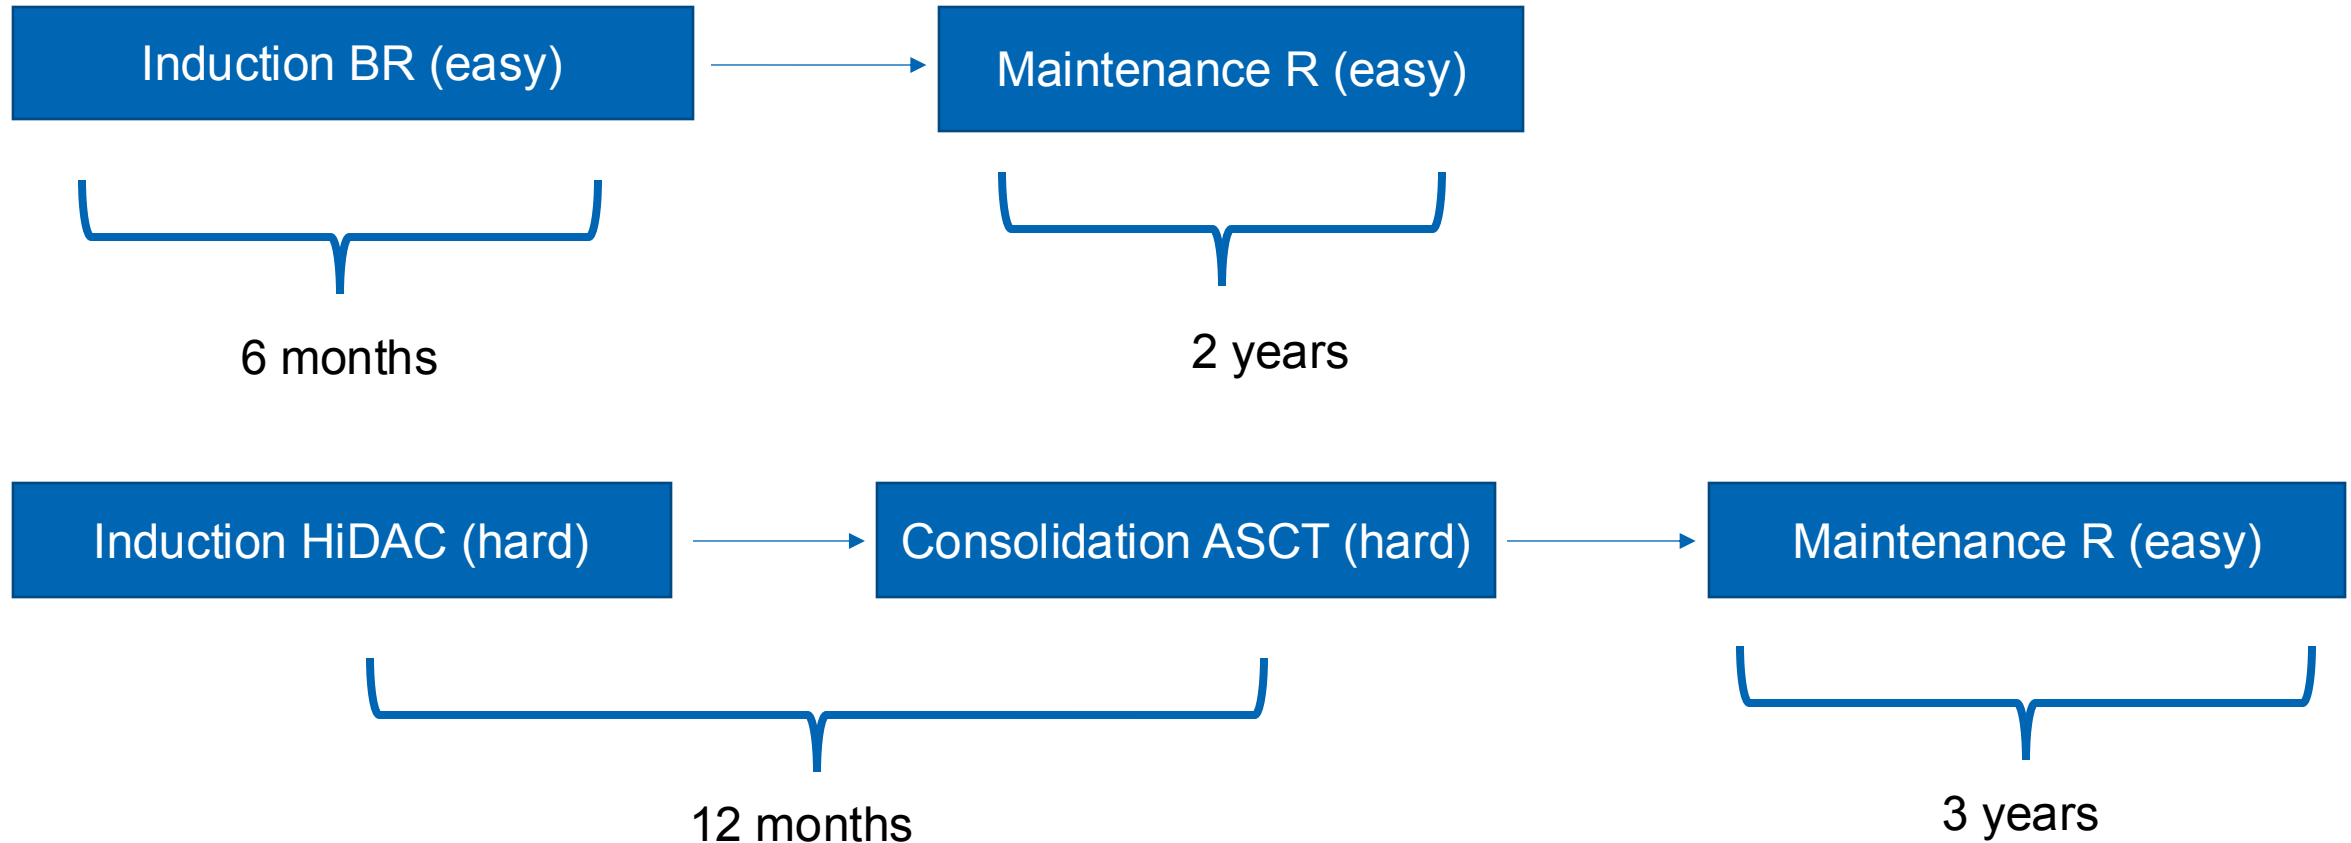 Induction BR (easy)
Maintenance R (easy)
6 months
2 years
Induction HiDAC (hard)
Consolidation ASCT (hard)
Maintenance R (easy)
12 months
3 years